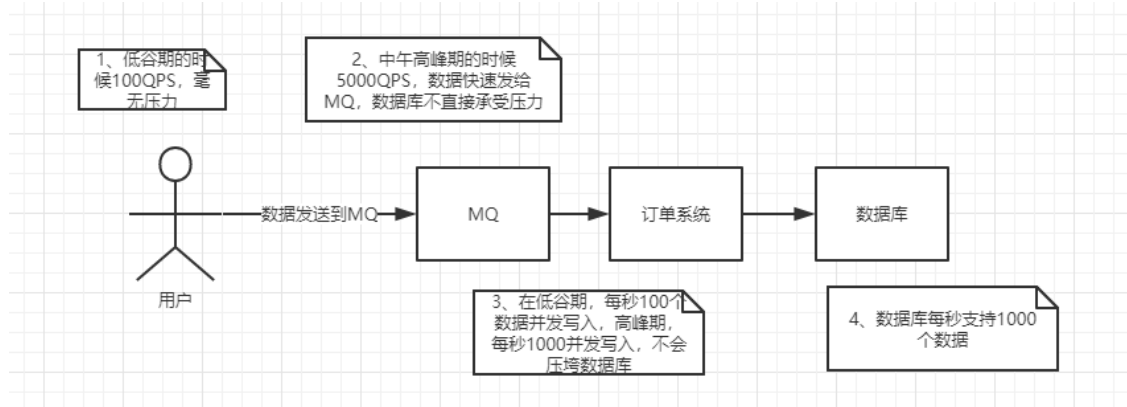 1、低谷期的时
候100QPS，毫
无压力
2、中午高峰期的时候
5000QPS，数据快速发给
MQ，数据库不直接承受压力
数据发送到MQ
MQ
订单系统
数据库
用户
3、在低谷期，每秒100个
数据并发写入，高峰期，
每秒1000并发写入，不会
压垮数据库
4、数据库每秒支持1000
个数据